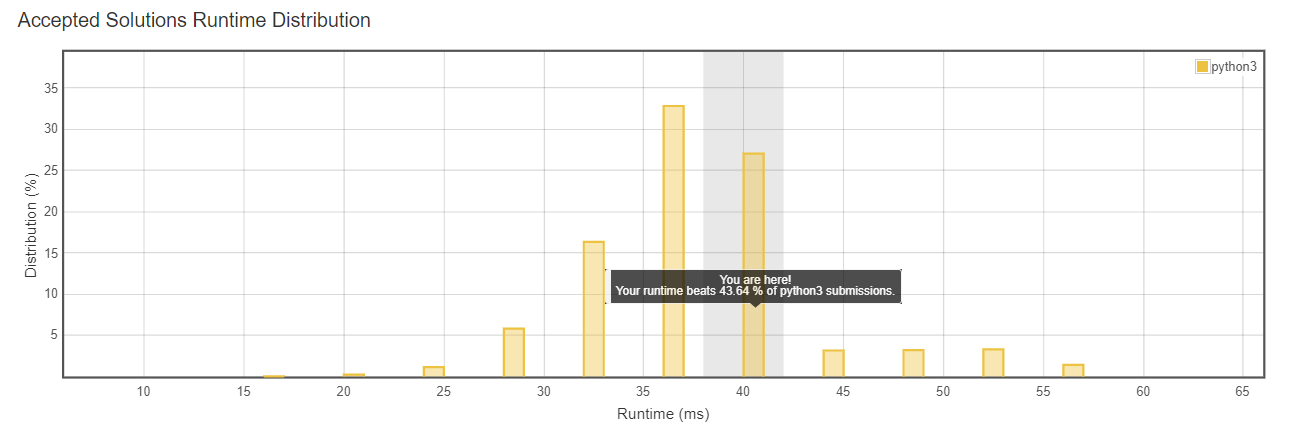 Accepted Solutions Runtime Distribution
python3
35
30
25
20
15
10
5
Distribution (%)
You are here!
Your runtime beats 43.64 % of python3 submissions.
10 15 20 25 30 35 40 45 50 55 60 65
Runtime (ms)